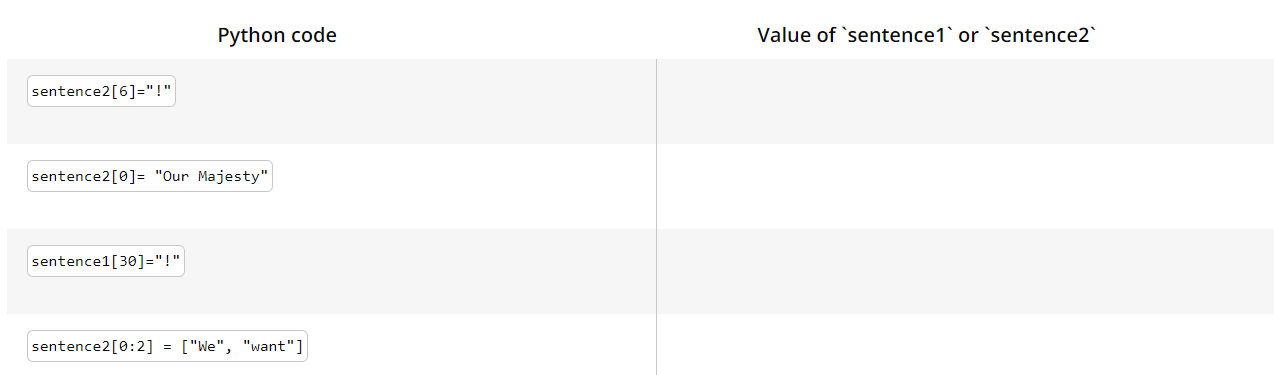 Python code
Value of `sentence1` or `sentence2`
sentence2[6]="!"
sentence2[0]= "Our Majesty"
sentence1[30]="!"
sentence2[0:2] = ["We", "want"]